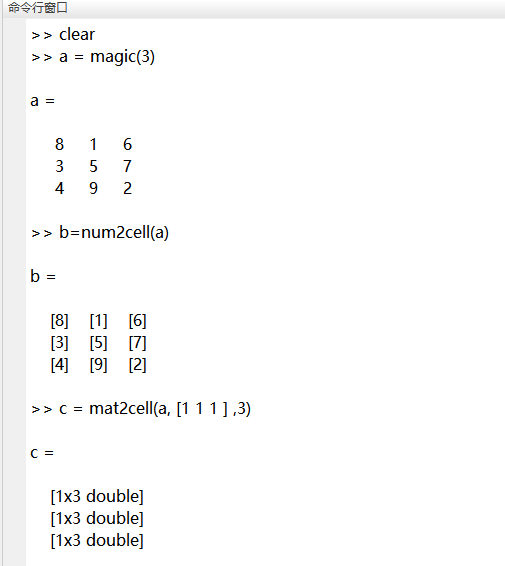 命令行窗口
>> clear
>> a = magic(3)
a =
8 1 6
3 5 7
4 9 2
>> b=num2cell(a)
b =
[8] [1] [6]
[3] [5] [7]
[4] [9] [2]
>> c = mat2cell(a, [1 1 1 ] ,3)
c =
[1x3 double]
[1x3 double]
[1x3 double]